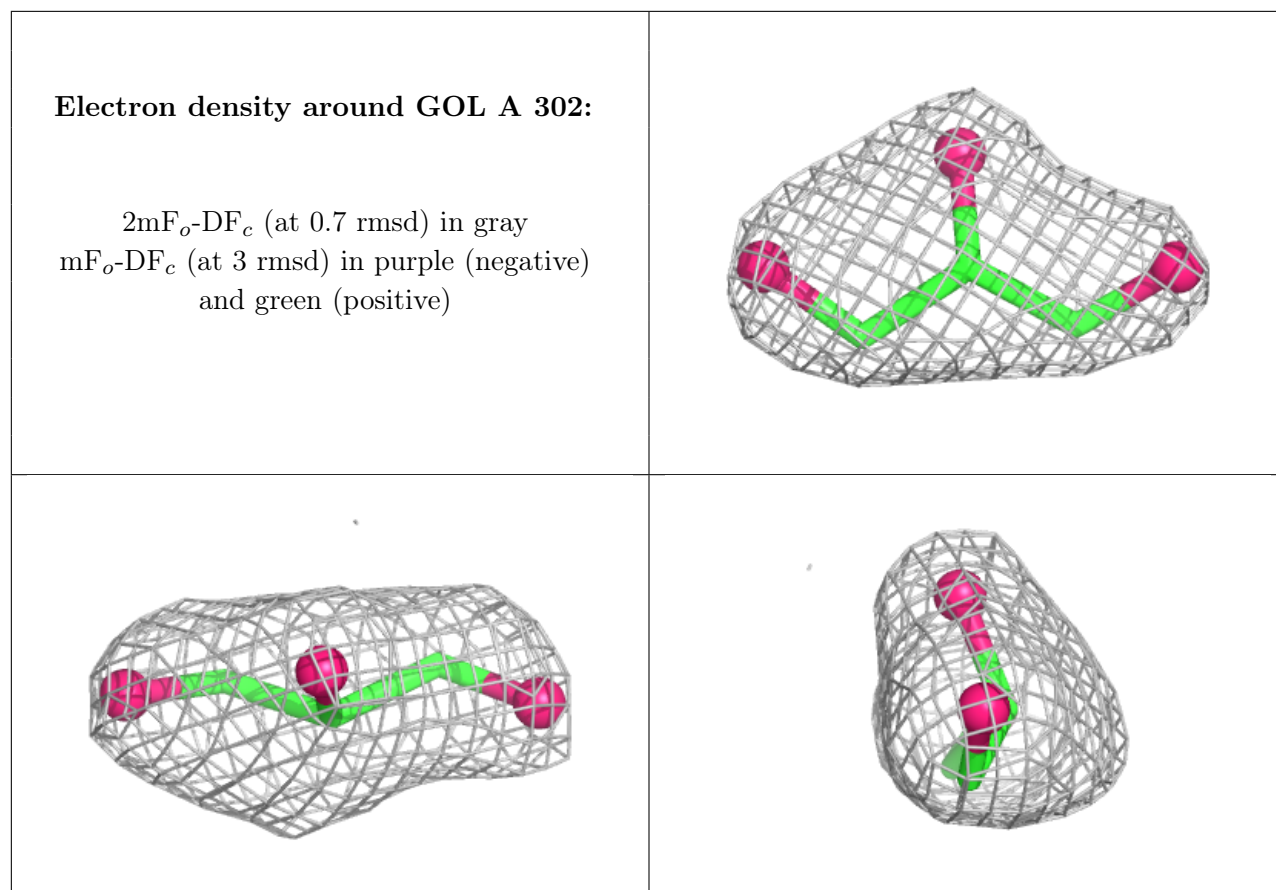 Electron density around GOL A 302:
2mFo-DFc (at 0.7 rmsd) in gray
mFo-DFc (at 3 rmsd) in purple (negative)
and green (positive)